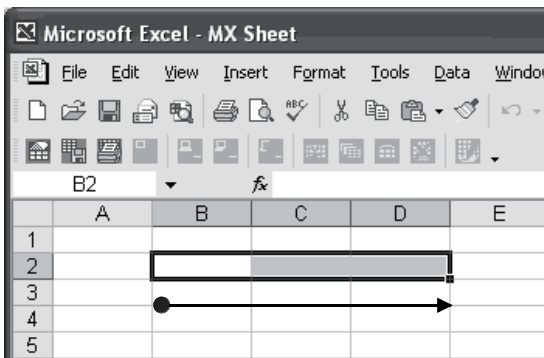 Microsoft Excel - MX Sheet
File Edit View Insert Format Tools Data Windo
ABC
B2 fx
A B C D E
1
2
3
4
5